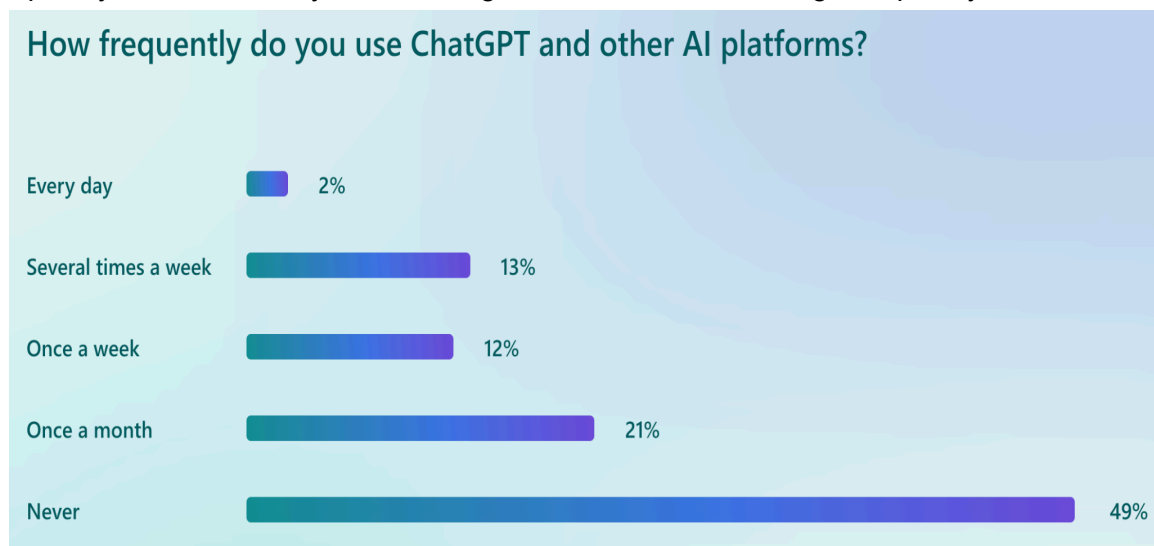 How frequently do you use ChatGPT and other AI platforms?
Every day 2%
Several times a week 13%
Once a week 12%
Once a month 21%
Never 49%